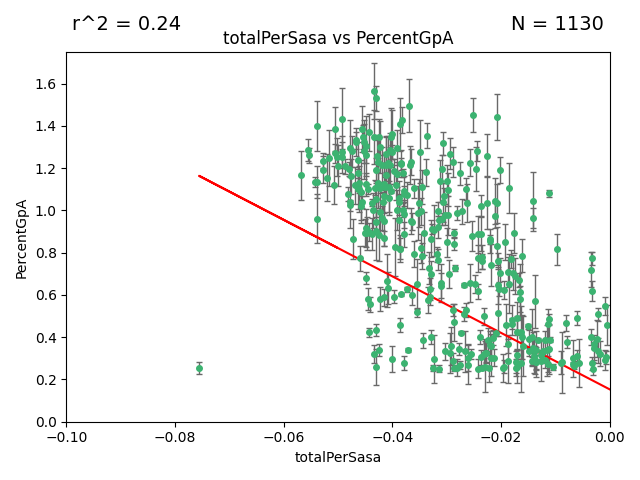 r^2 = 0.24
N = 1130
totalPerSasa vs PercentGpA
PercentGpA
1.6
1.4
1.2
1.0
0.8
0.6
0.4
0.2
0.0
−0.10 −0.08 −0.06 −0.04 −0.02 0.00
totalPerSasa